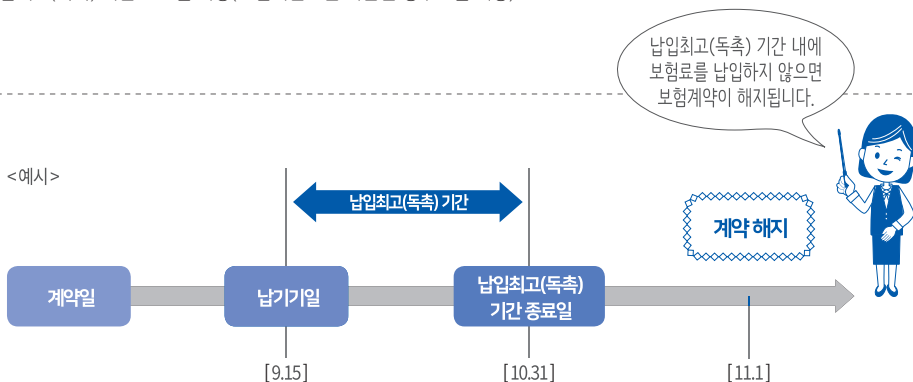 납입최고(독촉) 기간 내에
보험료를 납입하지 않으면
보험계약이 해지됩니다.
<예시>
납입최고(독촉) 기간
계약 해지
계약일
납기기일
납입최고(독촉)
기간 종료일
[9.15]
[10.31]
[11.1]